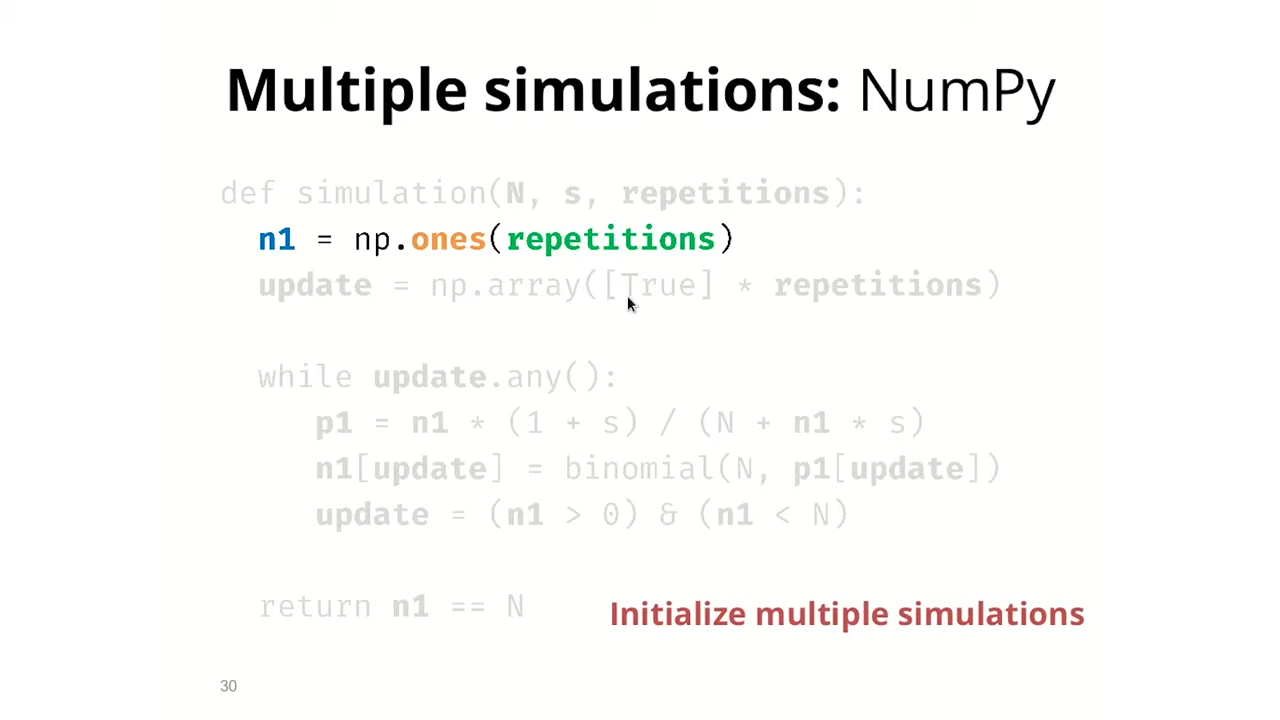 Multiple simulations: NumPy
def simulation(N, s, repetitions):
n1 = np.ones(repetitions)
update = np.array([True] * repetitions)
while update.any():
p1 = n1 * (1 + s) / (N + n1 * s)
n1[update] = binomial(N, p1[update])
update = (n1 > 0) & (n1 < N)
return n1 == N
Initialize multiple simulations
30